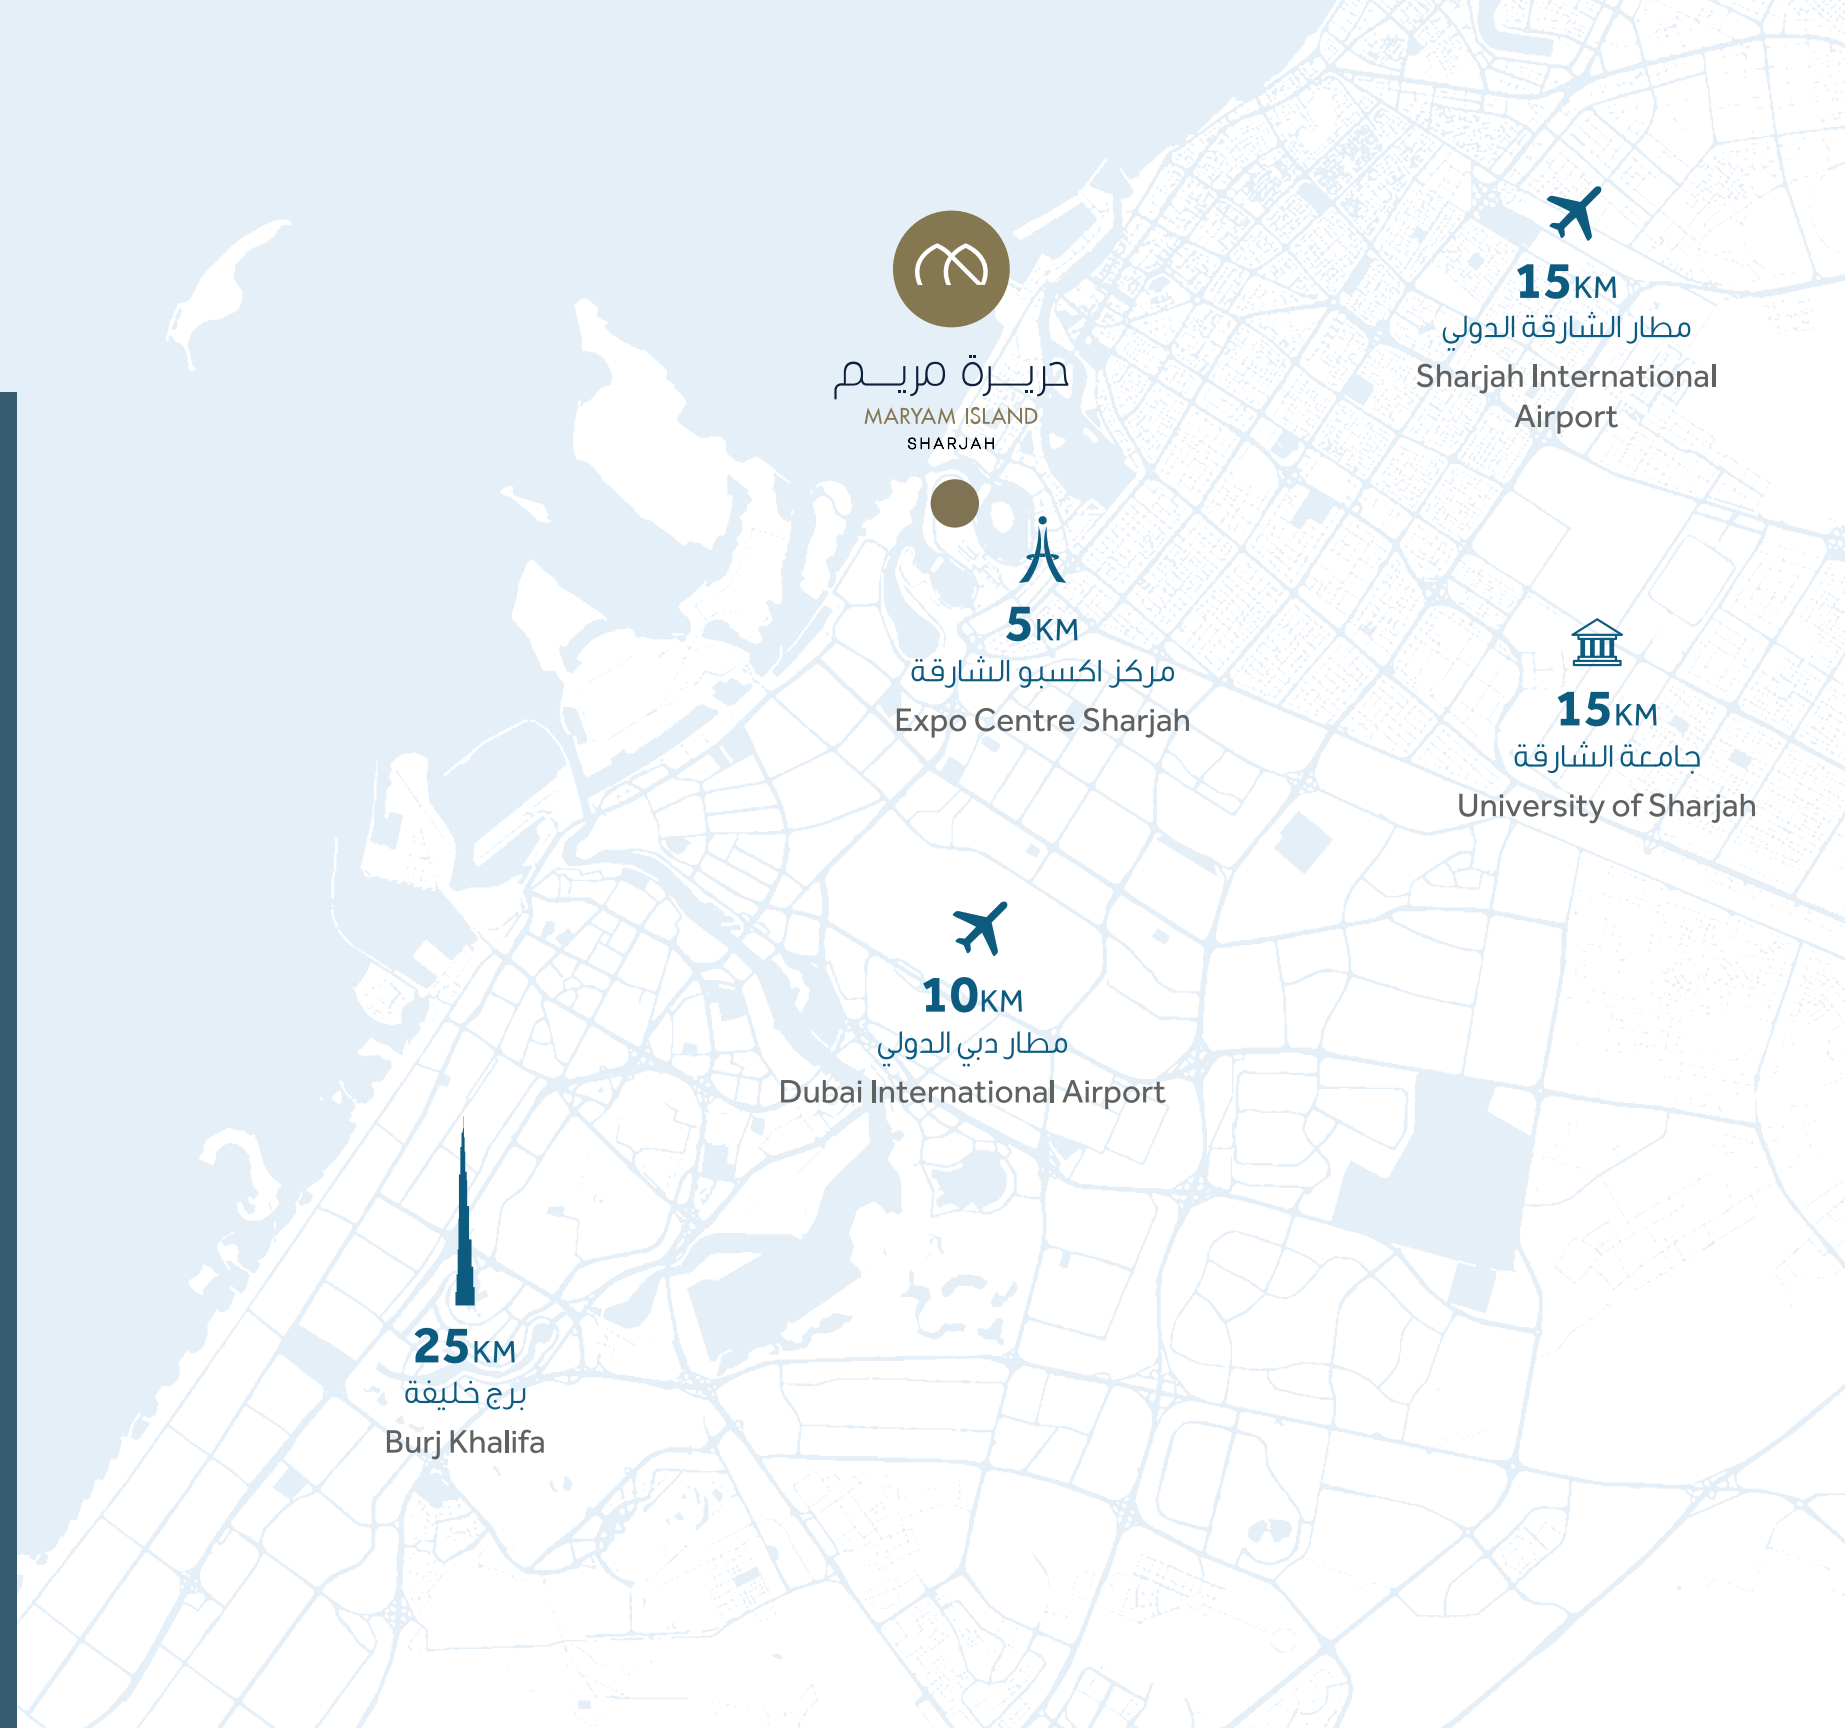 حريرة مريم
MARYAM ISLAND
SHARJAH
15KM
مطار الشارقة الدولي
Sharjah International
Airport
5KM
مركز اكسبو الشارقة
Expo Centre Sharjah
15KM
جامعة الشارقة
University of Sharjah
10KM
مطار دبي الدولي
Dubai International Airport
25KM
برج خليفة
Burj Khalifa